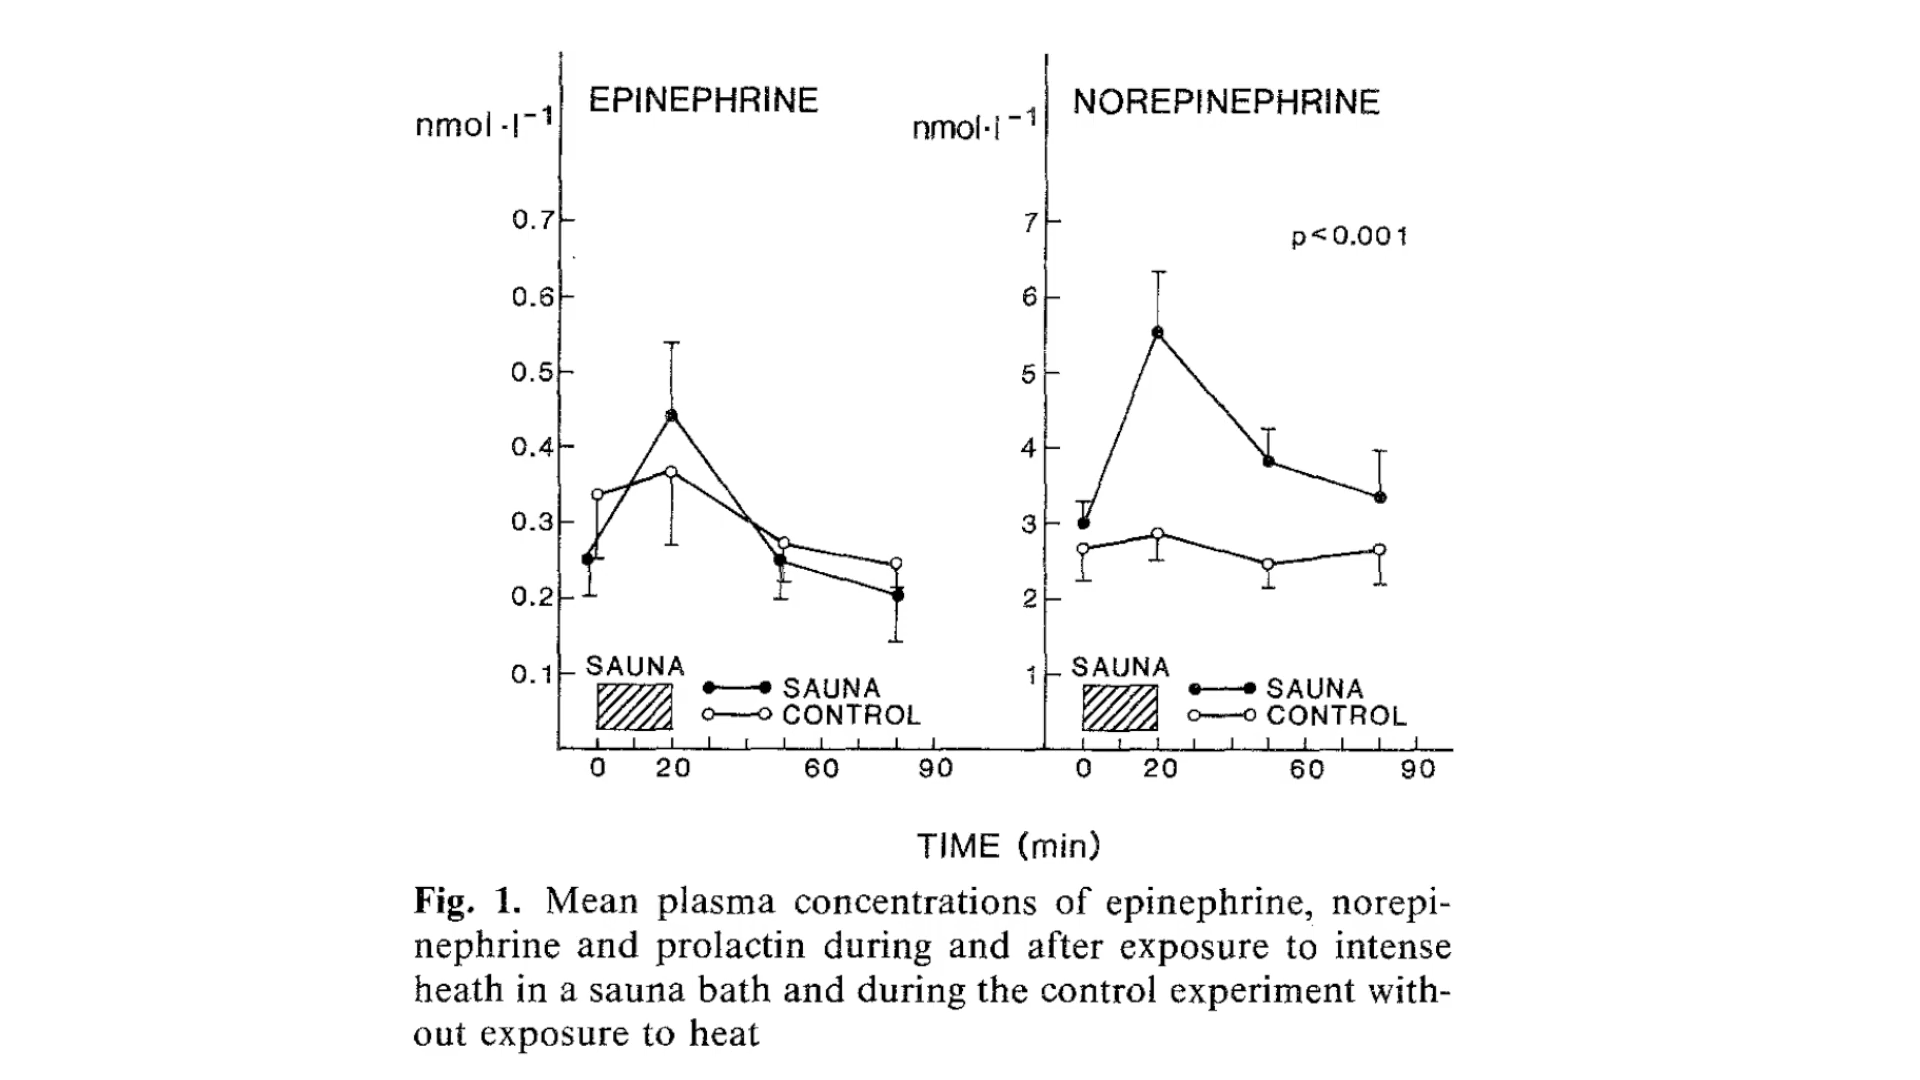 EPINEPHRINE
nmol·l⁻¹
0.7
0.6
0.5
0.4
0.3
0.2
0.1
SAUNA
SAUNA
CONTROL
0 20 60 90
NOREPINEPHRINE
nmol·l⁻¹
7
6
5
4
3
2
1
p<0.001
SAUNA
SAUNA
CONTROL
0 20 60 90
TIME (min)
Fig. 1. Mean plasma concentrations of epinephrine, norepi-
nephrine and prolactin during and after exposure to intense
heath in a sauna bath and during the control experiment with-
out exposure to heat